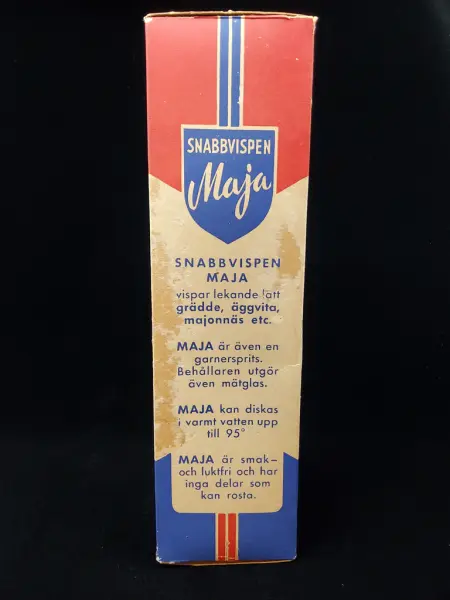 SNABBVISPEN
Maja
SNABBVISPEN
MAJA
vispar lekande lätt
grädde, äggvita,
majonnäs etc.
MAJA är även en
garnersprits.
Behållaren utgör
även mätglas.
MAJA kan diskas
i varmt vatten upp
till 95°
MAJA är smak-
och luktfri och har
inga delar som
kan rosta.